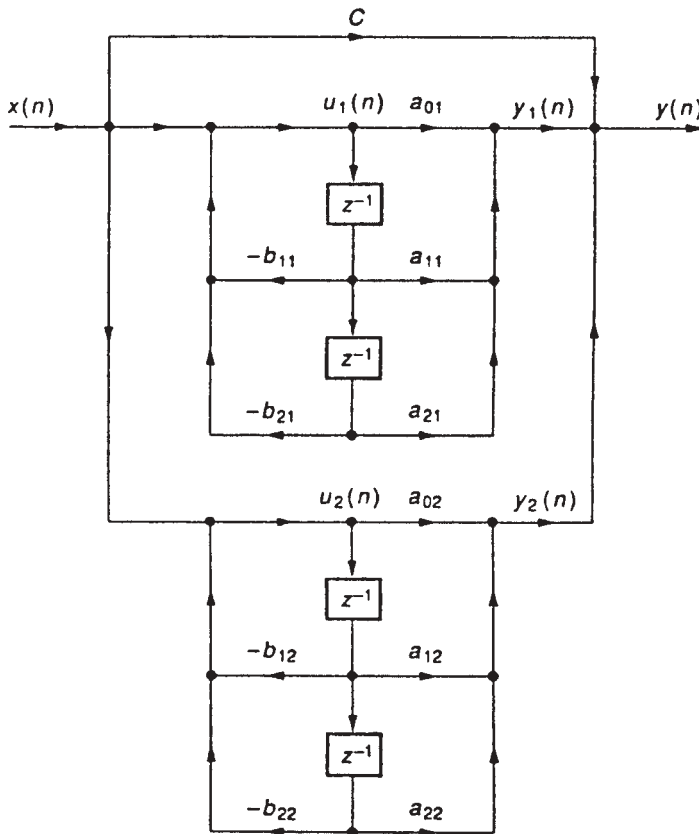 C
x(n) u₁(n) a₀₁ y₁(n) y(n)
z⁻¹
−b₁₁ a₁₁
z⁻¹
−b₂₁ a₂₁
u₂(n) a₀₂ y₂(n)
z⁻¹
−b₁₂ a₁₂
z⁻¹
−b₂₂ a₂₂